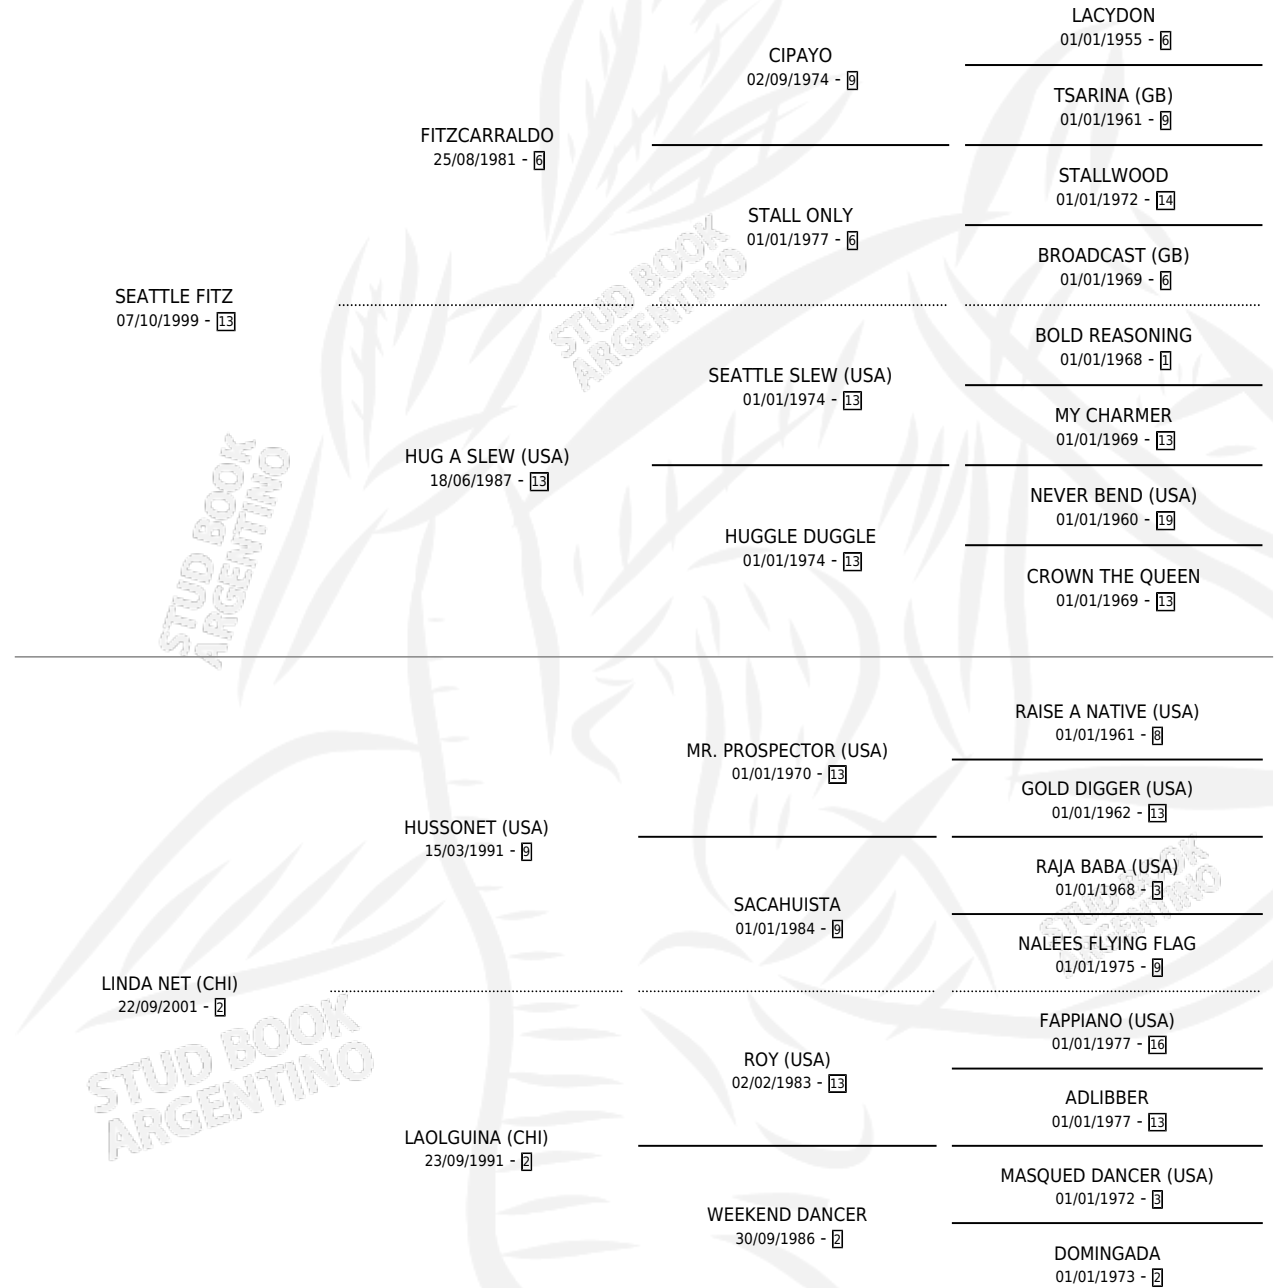 LACYDON
01/01/1955 - 6
CIPAYO
02/09/1974 - 9
TSARINA (GB)
01/01/1961 - 9
FITZCARRALDO
25/08/1981 - 6
STALLWOOD
01/01/1972 - 14
STALL ONLY
01/01/1977 - 6
BROADCAST (GB)
01/01/1969 - 6
SEATTLE FITZ
07/10/1999 - 13
BOLD REASONING
01/01/1968 - 1
SEATTLE SLEW (USA)
01/01/1974 - 13
MY CHARMER
01/01/1969 - 13
HUG A SLEW (USA)
18/06/1987 - 13
NEVER BEND (USA)
01/01/1960 - 19
HUGGLE DUGGLE
01/01/1974 - 13
CROWN THE QUEEN
01/01/1969 - 13
RAISE A NATIVE (USA)
01/01/1961 - 8
MR. PROSPECTOR (USA)
01/01/1970 - 13
GOLD DIGGER (USA)
01/01/1962 - 13
HUSSONET (USA)
15/03/1991 - 9
RAJA BABA (USA)
01/01/1968 - 3
SACAHUISTA
01/01/1984 - 9
NALEES FLYING FLAG
01/01/1975 - 9
LINDA NET (CHI)
22/09/2001 - 2
FAPPIANO (USA)
01/01/1977 - 16
ROY (USA)
02/02/1983 - 13
ADLIBBER
01/01/1977 - 13
LAOLGUINA (CHI)
23/09/1991 - 2
MASQUED DANCER (USA)
01/01/1972 - 3
WEEKEND DANCER
30/09/1986 - 2
DOMINGADA
01/01/1973 - 2
STUD BOOK
ARGENTINO
STUD BOOK
ARGENTINO
STUD BOOK
ARGENTINO
STUD BOOK
ARGENTINO